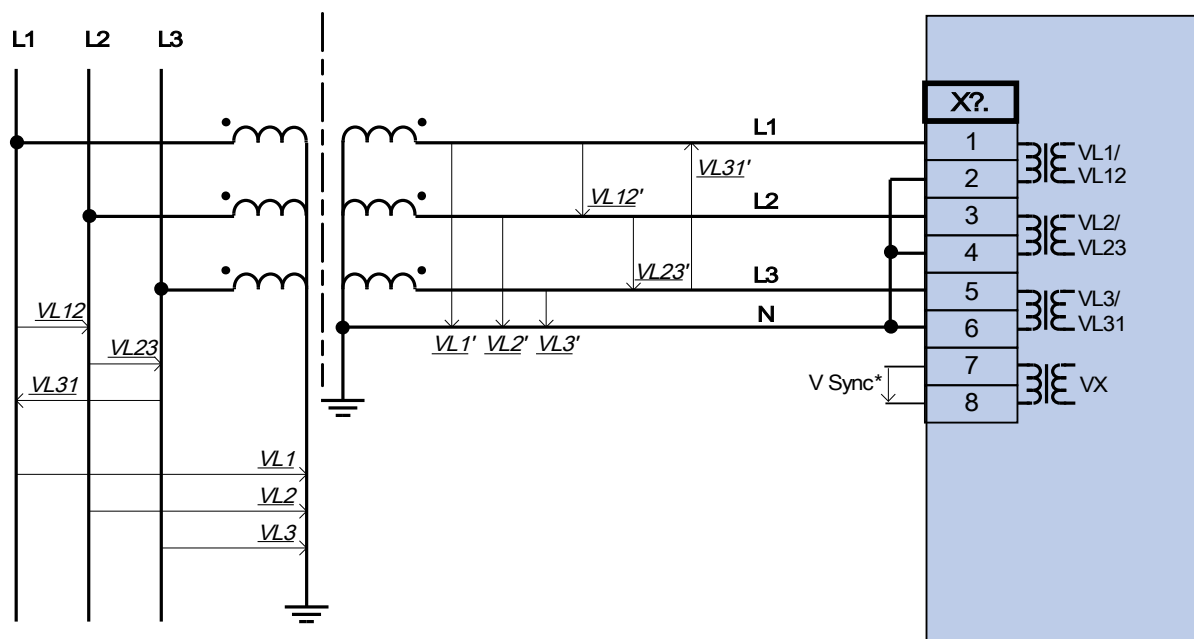 L1 L2 L3
X?.
L1
1
VL1/
VL12
VL31'
2
VL12'
L2
3
VL2/
VL23
4
VL23'
L3
5
VL3/
VL31
VL12
N
6
VL1' VL2' VL3'
VL23
7
V Sync*
VX
VL31
8
VL1
VL2
VL3